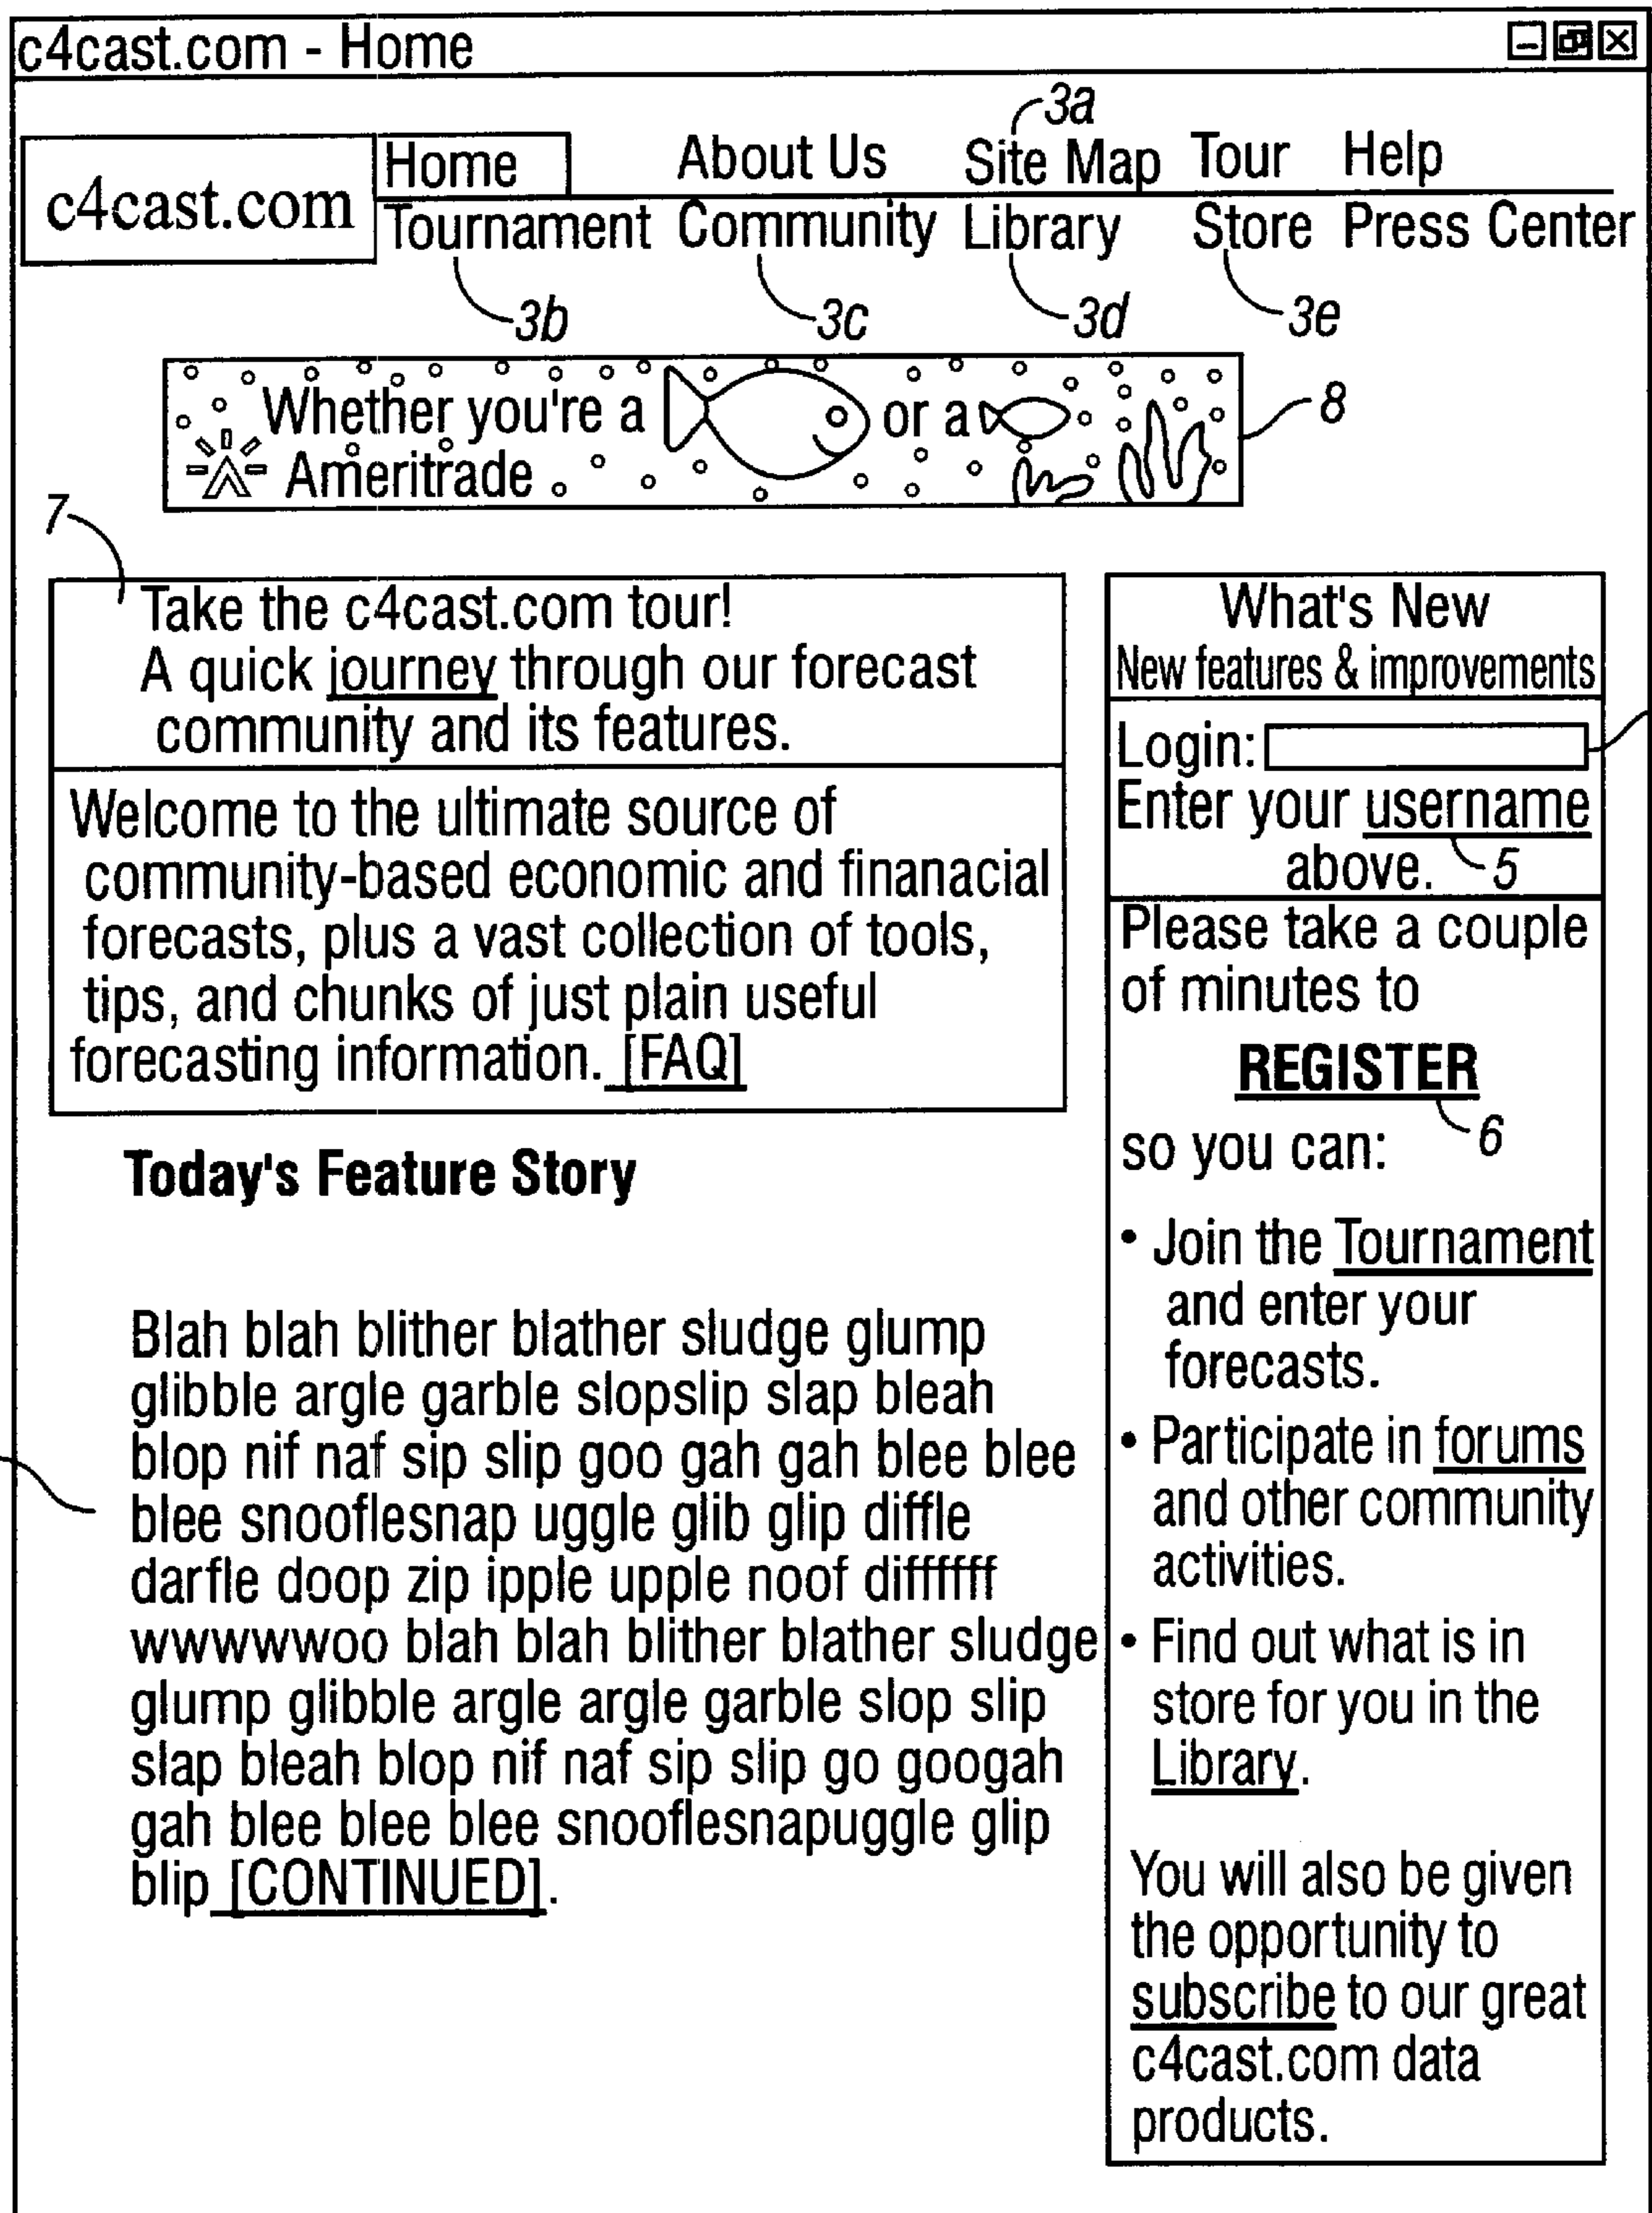 c4cast.com - Home
3a
c4cast.com
Home About Us Site Map Tour Help
Tournament Community Library Store Press Center
3b 3c 3d 3e
Whether you're a or a
Ameritrade
8
7
Take the c4cast.com tour!
A quick journey through our forecast
community and its features.
Welcome to the ultimate source of
community-based economic and finanacial
forecasts, plus a vast collection of tools,
tips, and chunks of just plain useful
forecasting information. [FAQ]
Today's Feature Story
Blah blah blither blather sludge glump
glibble argle garble slopslip slap bleah
blop nif naf sip slip goo gah gah blee blee
blee snooflesnap uggle glib glip diffle
darfle doop zip ipple upple noof diffffff
wwwwwoo blah blah blither blather sludge
glump glibble argle argle garble slop slip
slap bleah blop nif naf sip slip go googah
gah blee blee blee snooflesnapuggle glip
blip [CONTINUED].
What's New
New features & improvements
Login:
Enter your username
above. 5
Please take a couple
of minutes to
REGISTER
6
so you can:
• Join the Tournament
and enter your
forecasts.
• Participate in forums
and other community
activities.
• Find out what is in
store for you in the
Library.
You will also be given
the opportunity to
subscribe to our great
c4cast.com data
products.